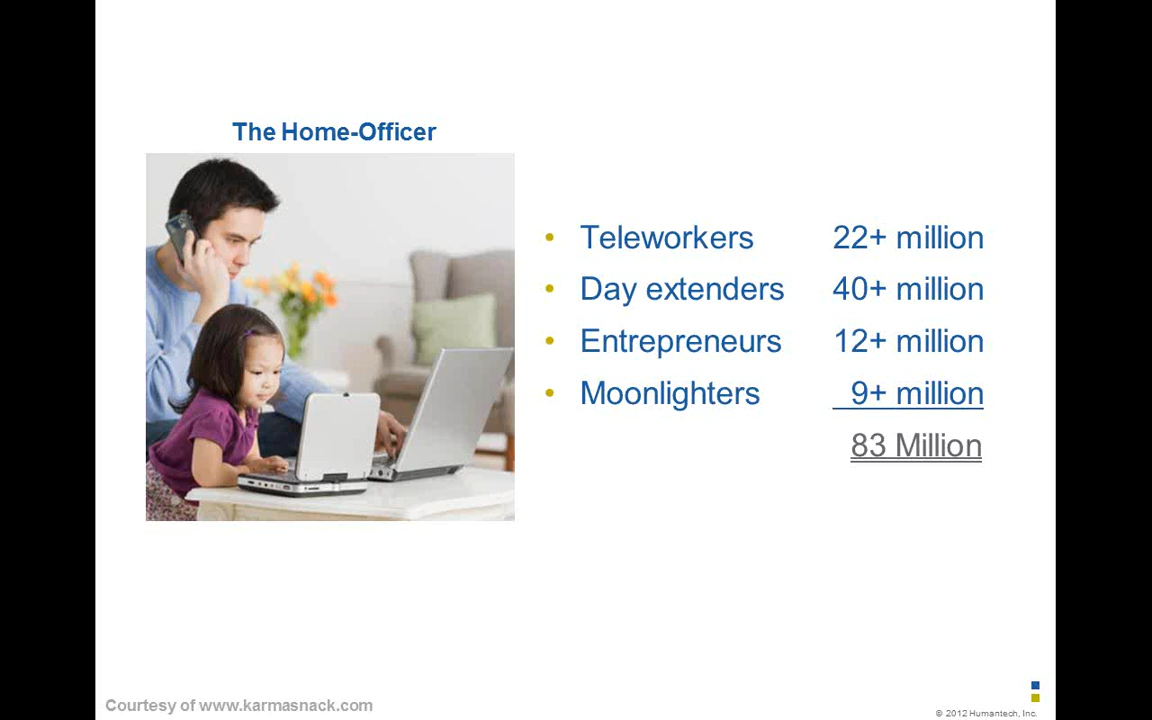 The Home-Officer
• Teleworkers 22+ million
• Day extenders 40+ million
• Entrepreneurs 12+ million
• Moonlighters 9+ million
83 Million
Courtesy of www.karmasnack.com
© 2012 Humantech, Inc.